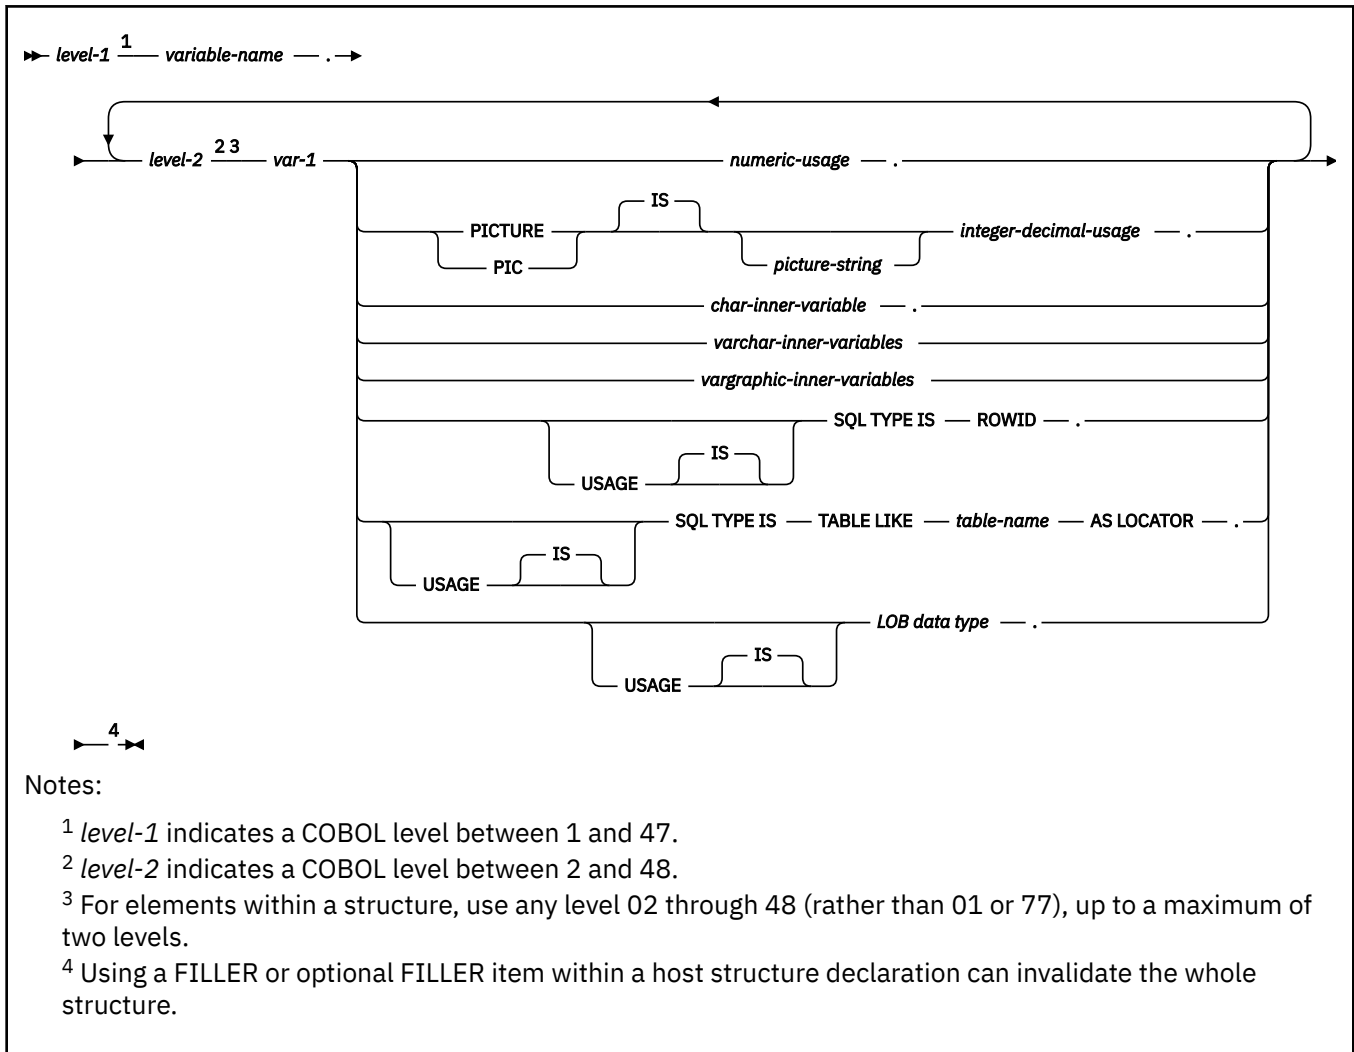 level-1 1 variable-name .
level-2 2 3 var-1 numeric-usage .
IS
PICTURE integer-decimal-usage .
PIC picture-string
char-inner-variable .
varchar-inner-variables
vargraphic-inner-variables
SQL TYPE IS ROWID .
IS
USAGE
SQL TYPE IS TABLE LIKE table-name AS LOCATOR .
IS
USAGE
LOB data type .
IS
USAGE
4
Notes:
1 level-1 indicates a COBOL level between 1 and 47.
2 level-2 indicates a COBOL level between 2 and 48.
3 For elements within a structure, use any level 02 through 48 (rather than 01 or 77), up to a maximum of
two levels.
4 Using a FILLER or optional FILLER item within a host structure declaration can invalidate the whole
structure.